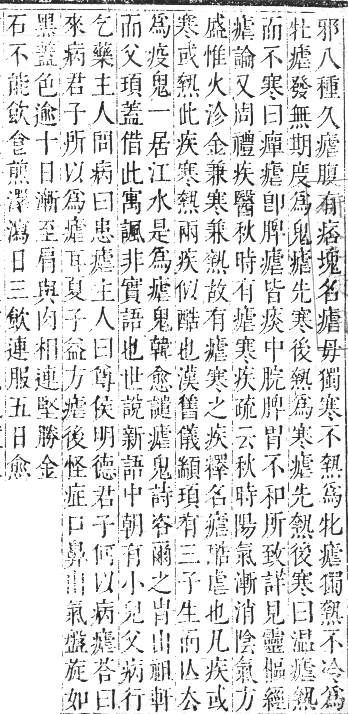 邪八種久瘧腹有痞塊名瘧母獨寒不熱爲牝瘧獨熱不冷爲
牡瘧發無期度爲鬼瘧先寒後熱爲寒瘧先熱後寒曰温瘧熱
而不寒曰癉瘧卽脾瘧皆痰中脘脾胃不和所致詳見靈樞經
瘧論又周禮疾醫秋時有瘧寒疾疏云秋時陽氣漸消陰氣方
盛惟火沴金兼寒兼熱故有瘧寒之疾釋名瘧酷虐也凡疾或
寒或熱此疾寒熱兩疾似酷也漢舊儀顓頊有三子生而亾去
爲疫鬼一居江水是爲瘧鬼韓愈譴瘧鬼詩咨爾之胄出祖軒
而父頊蓋借此寓諷非實語也世說新語中朝有小兒父病行
乞藥主人問病曰患瘧主人曰尊侯明德君子何以病瘧荅曰
來病君子所以爲瘧耳夏子益方瘧後怪症口鼻出氣盤旋如
黑蓋色逾十日漸至肩與肉相連堅勝金
石不能飲食煎澤瀉日三飲連服五日愈